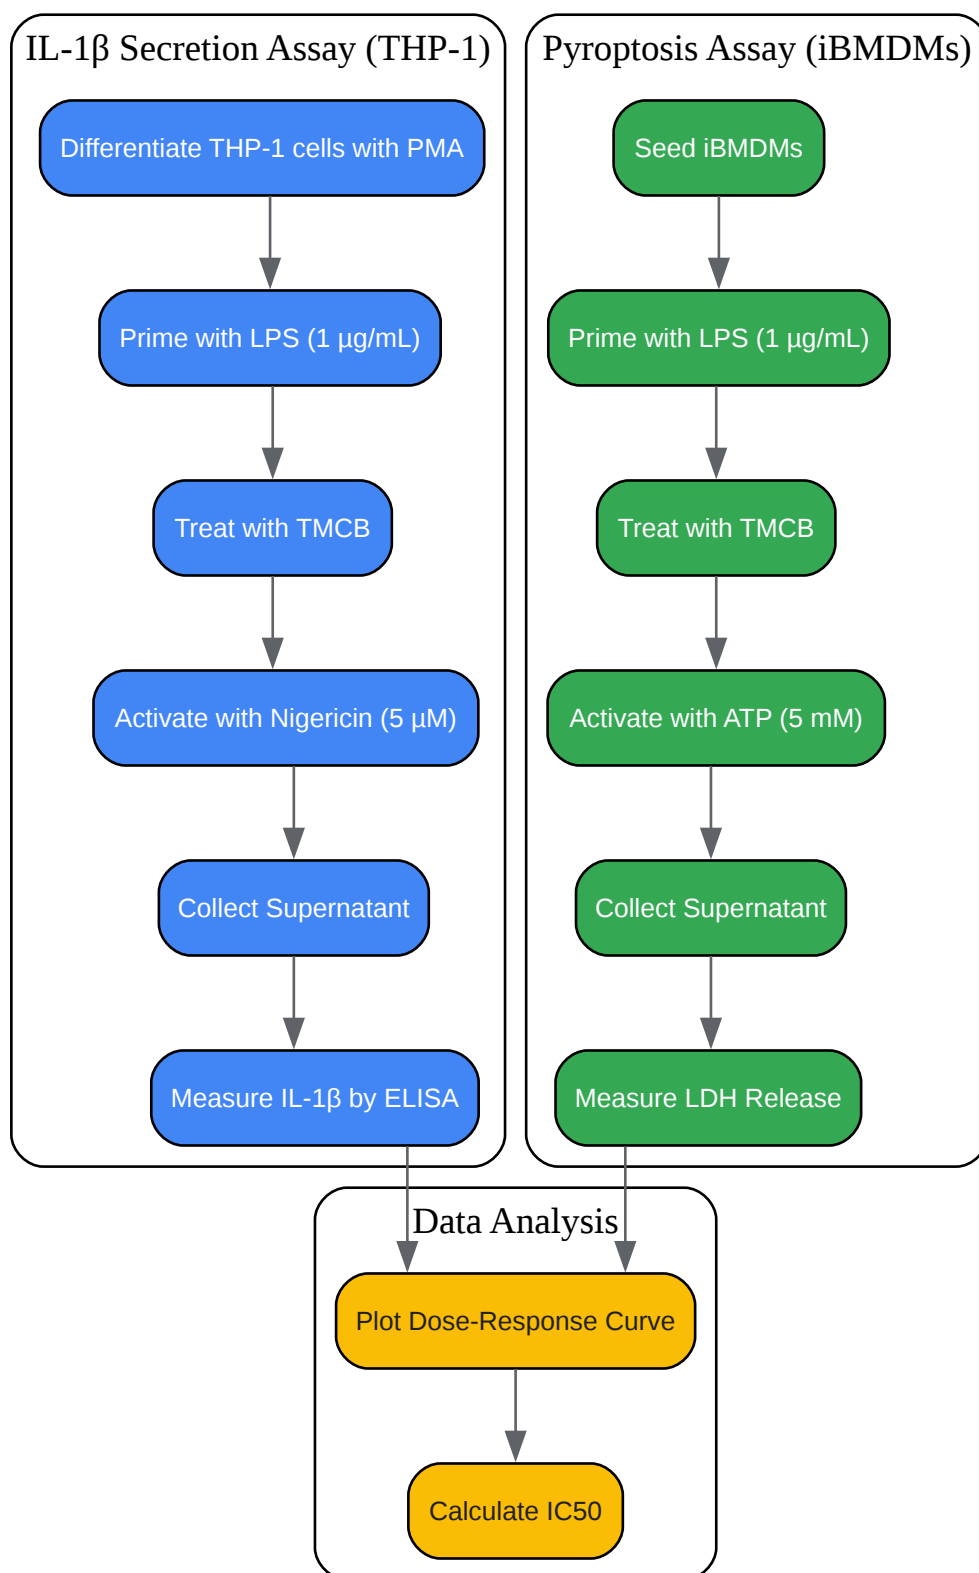 IL-1β Secretion Assay (THP-1)
Differentiate THP-1 cells with PMA
Prime with LPS (1 µg/mL)
Treat with TMCB
Activate with Nigericin (5 µM)
Collect Supernatant
Measure IL-1β by ELISA
Pyroptosis Assay (iBMDMs)
Seed iBMDMs
Prime with LPS (1 µg/mL)
Treat with TMCB
Activate with ATP (5 mM)
Collect Supernatant
Measure LDH Release
Data Analysis
Plot Dose-Response Curve
Calculate IC50